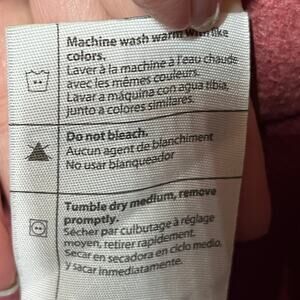 Machine wash warm with like
colors.
Laver à la machine à l'eau chaude
avec les mêmes couleurs.
Lavar a máquina con agua tibia,
junto a colores similares.
Do not bleach.
Aucun agent de blanchiment
No usar blanqueador
Tumble dry medium, remove
promptly.
Sécher par culbutage à réglage
moyen, retirer rapidement.
Secar en secadora en ciclo medio,
y sacar inmediatamente.